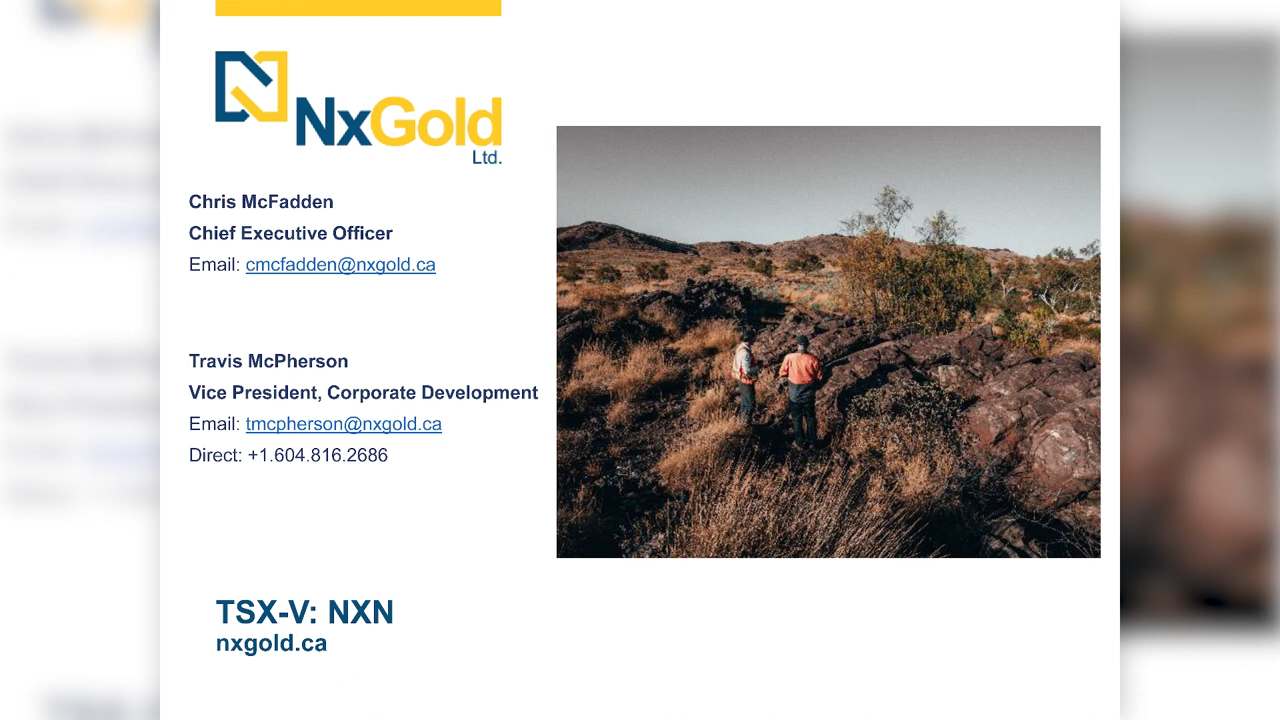 NxGold
Ltd.
Chris McFadden
Chief Executive Officer
Email: cmcfadden@nxgold.ca
Travis McPherson
Vice President, Corporate Development
Email: tmcpherson@nxgold.ca
Direct: +1.604.816.2686
TSX-V: NXN
nxgold.ca